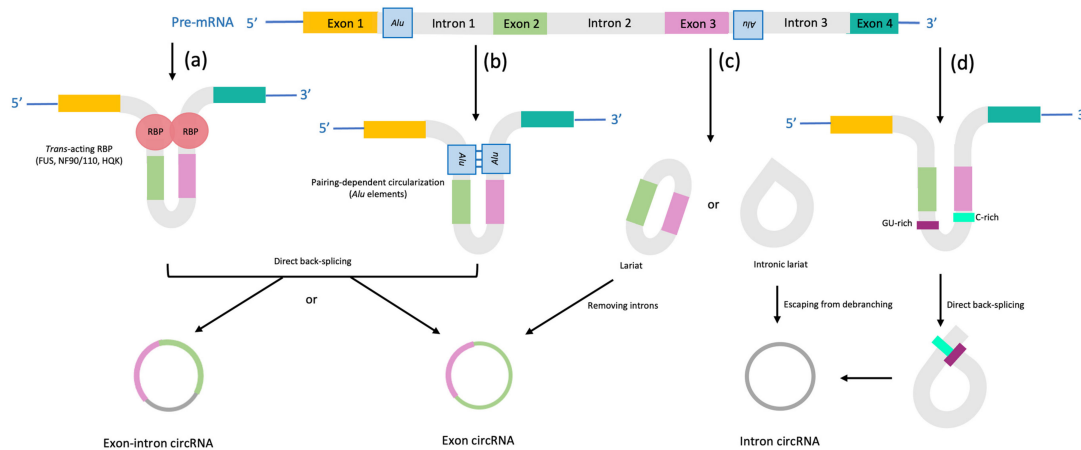 Pre-mRNA 5’ Exon 1 Alu Intron 1 Exon 2 Intron 2 Exon 3 Alu Intron 3 Exon 4 3’
(a) (b) (c) (d)
5’ 3’
RBP RBP
Trans-acting RBP
(FUS, NF90/110, HQK)
5’ 3’
Alu Alu
Pairing-dependent circularization
(Alu elements)
or
5’ 3’
GU-rich C-rich
Lariat Intronic lariat
Direct back-splicing
or
Removing introns
Escaping from debranching
Direct back-splicing
Exon-intron circRNA Exon circRNA Intron circRNA